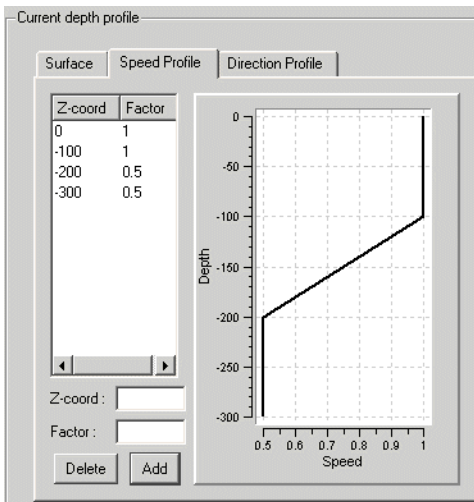 Current depth profile
Surface Speed Profile Direction Profile
Z-coord Factor
0 1
-100 1
-200 0.5
-300 0.5
Z-coord :
Factor :
Delete Add
0
-50
-100
-150
-200
-250
-300
Depth
0.5 0.6 0.7 0.8 0.9 1
Speed